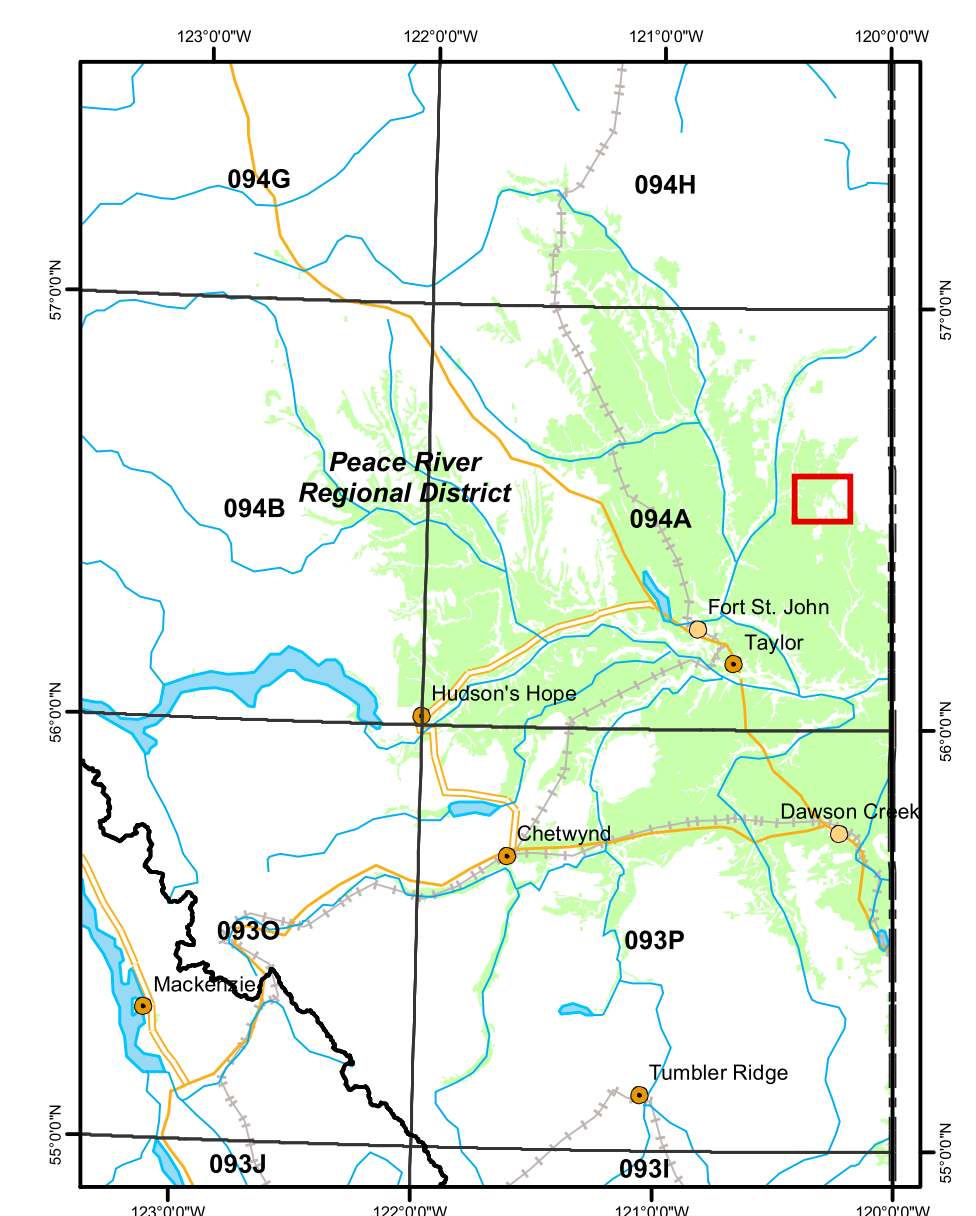 123°0'0"W
122°0'0"W
121°0'0"W
120°0'0"W
094G
094H
57°0'0"N
57°0'0"N
Peace River
Regional District
094B
094A
Fort St. John
Taylor
Hudson's Hope
56°0'0"N
56°0'0"N
Dawson Creek
Chetwynd
093O
093P
Mackenzie
Tumbler Ridge
55°0'0"N
55°0'0"N
093J
093I
123°0'0"W
122°0'0"W
121°0'0"W
120°0'0"W